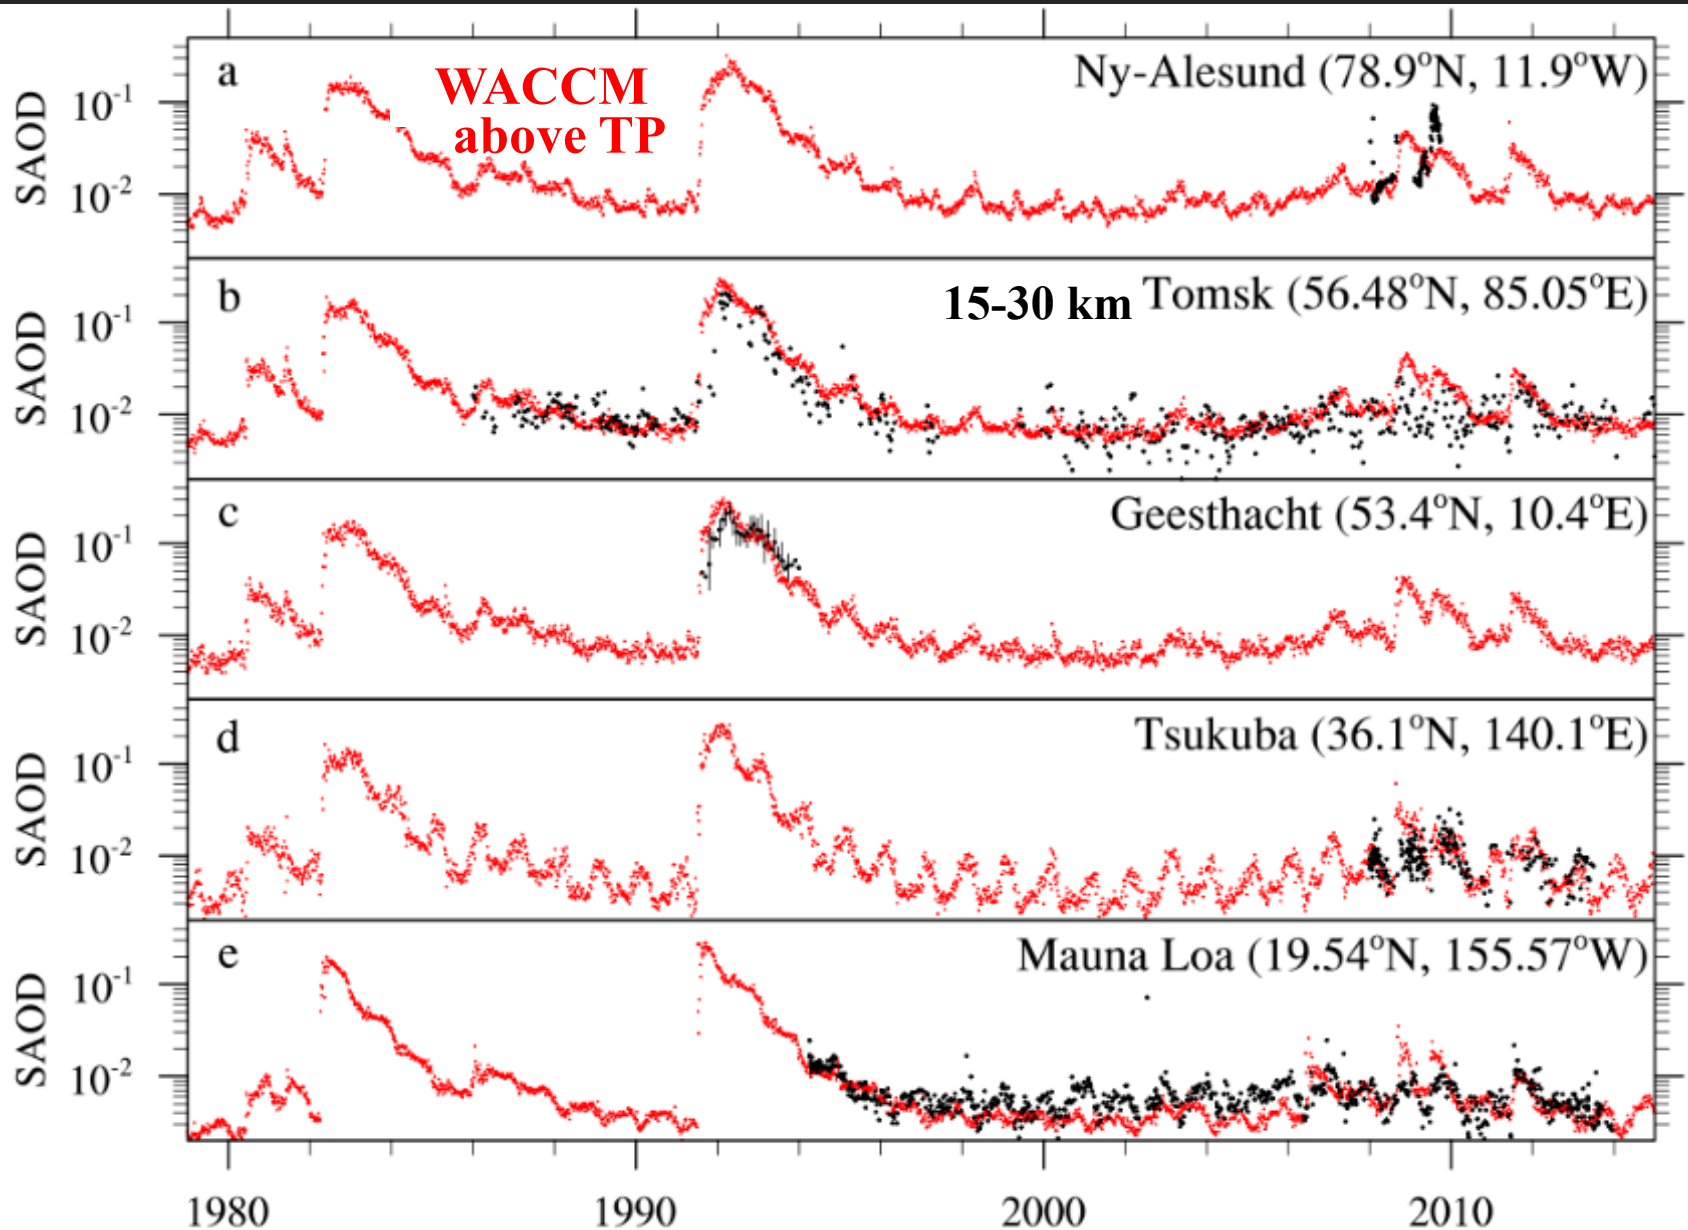 a
WACCM
above TP
Ny-Alesund (78.9°N, 11.9°W)
SAOD
10⁻¹
10⁻²
b
15-30 km
Tomsk (56.48°N, 85.05°E)
SAOD
10⁻¹
10⁻²
c
Geesthacht (53.4°N, 10.4°E)
SAOD
10⁻¹
10⁻²
d
Tsukuba (36.1°N, 140.1°E)
SAOD
10⁻¹
10⁻²
e
Mauna Loa (19.54°N, 155.57°W)
SAOD
10⁻¹
10⁻²
1980 1990 2000 2010